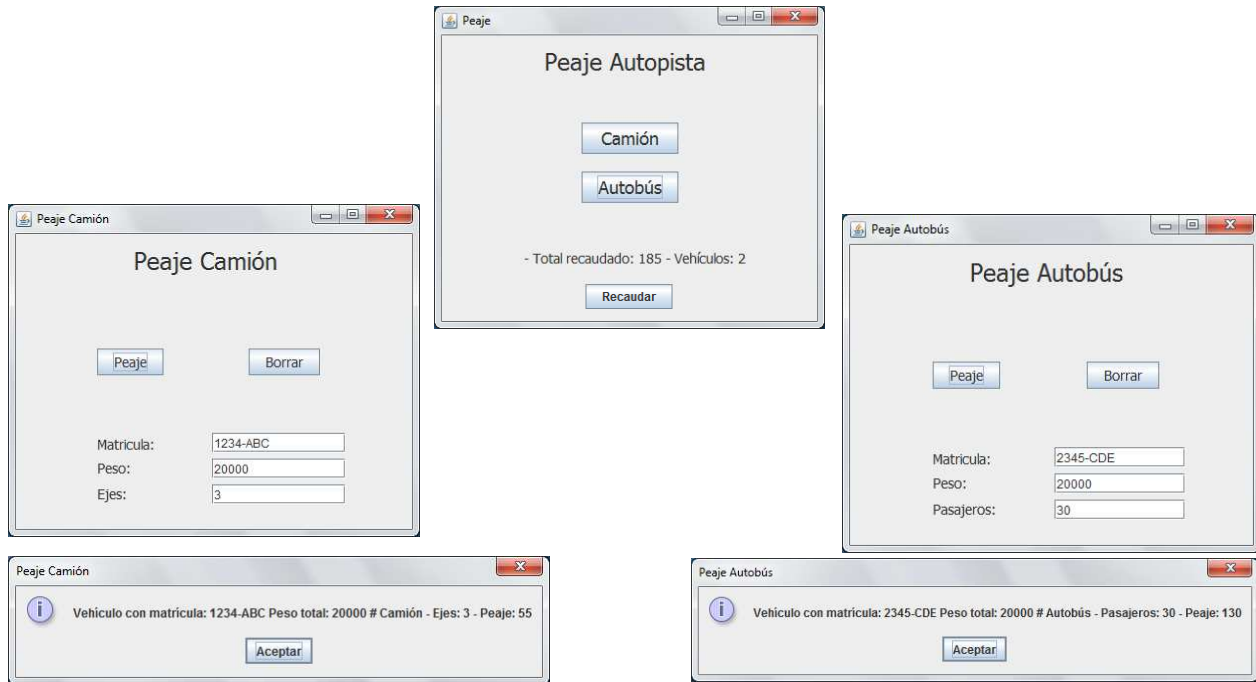 Peaje
Peaje Autopista
Camión
Autobús
- Total recaudado: 185 - Vehículos: 2
Recaudar
Peaje Camión
Peaje Camión
Peaje
Borrar
Matricula:
1234-ABC
Peso:
20000
Ejes:
3
Peaje Autobús
Peaje Autobús
Peaje
Borrar
Matricula:
2345-CDE
Peso:
20000
Pasajeros:
30
Peaje Camión
Vehículo con matricula: 1234-ABC Peso total: 20000 # Camión - Ejes: 3 - Peaje: 55
Aceptar
Peaje Autobús
Vehículo con matricula: 2345-CDE Peso total: 20000 # Autobús - Pasajeros: 30 - Peaje: 130
Aceptar